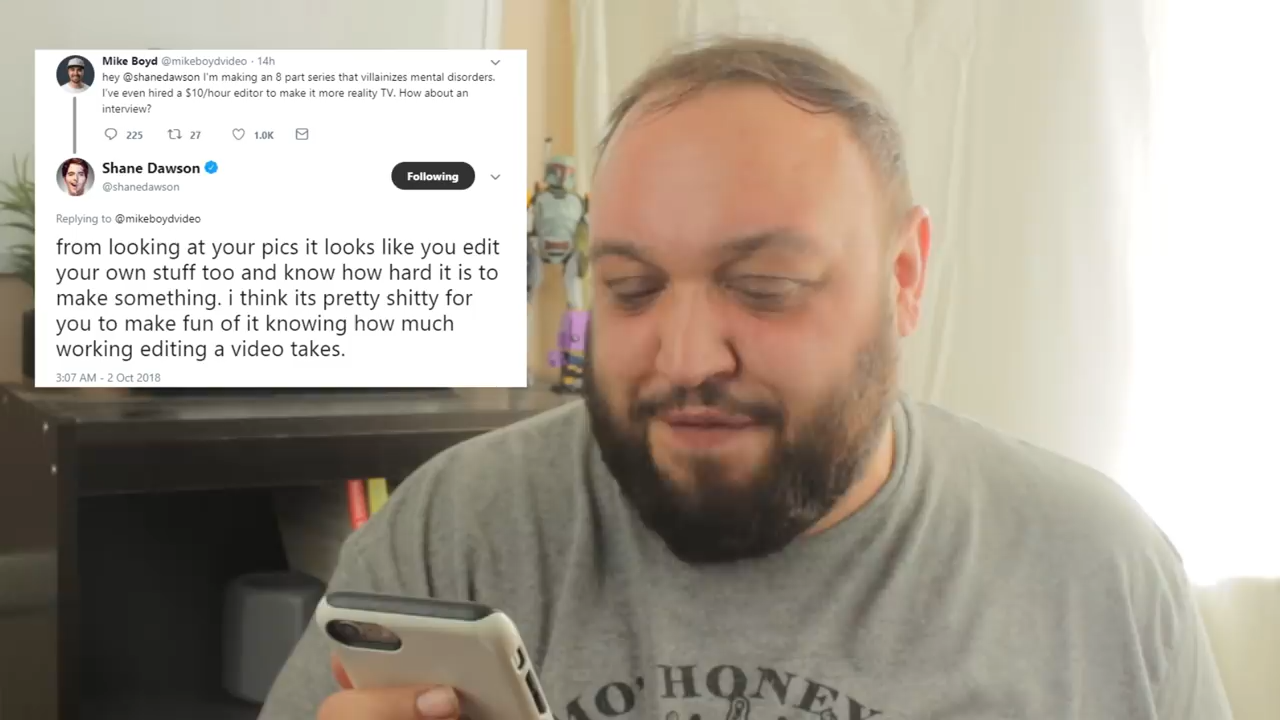 Mike Boyd @mikeboydvideo · 14h
hey @shanedawson I'm making an 8 part series that villainizes mental disorders.
I've even hired a $10/hour editor to make it more reality TV. How about an
interview?
225 27 1.0K
Shane Dawson
Following
@shanedawson
Replying to @mikeboydvideo
from looking at your pics it looks like you edit
your own stuff too and know how hard it is to
make something. i think its pretty shitty for
you to make fun of it knowing how much
working editing a video takes.
3:07 AM - 2 Oct 2018
MO' HONEY